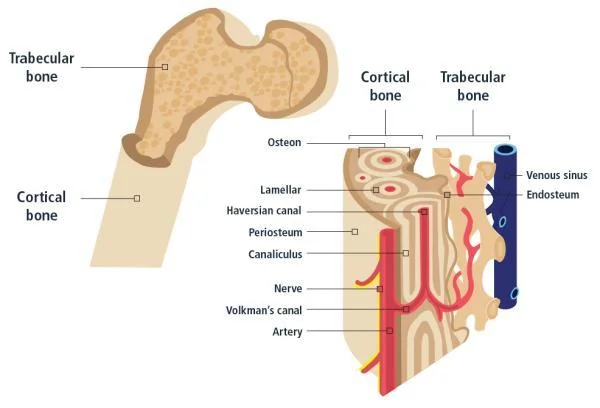 Trabecular
bone
Cortical
bone
Cortical
bone
Trabecular
bone
Osteon
Lamellar
Haversian canal
Periosteum
Canaliculus
Nerve
Volkman's canal
Artery
Venous sinus
Endosteum